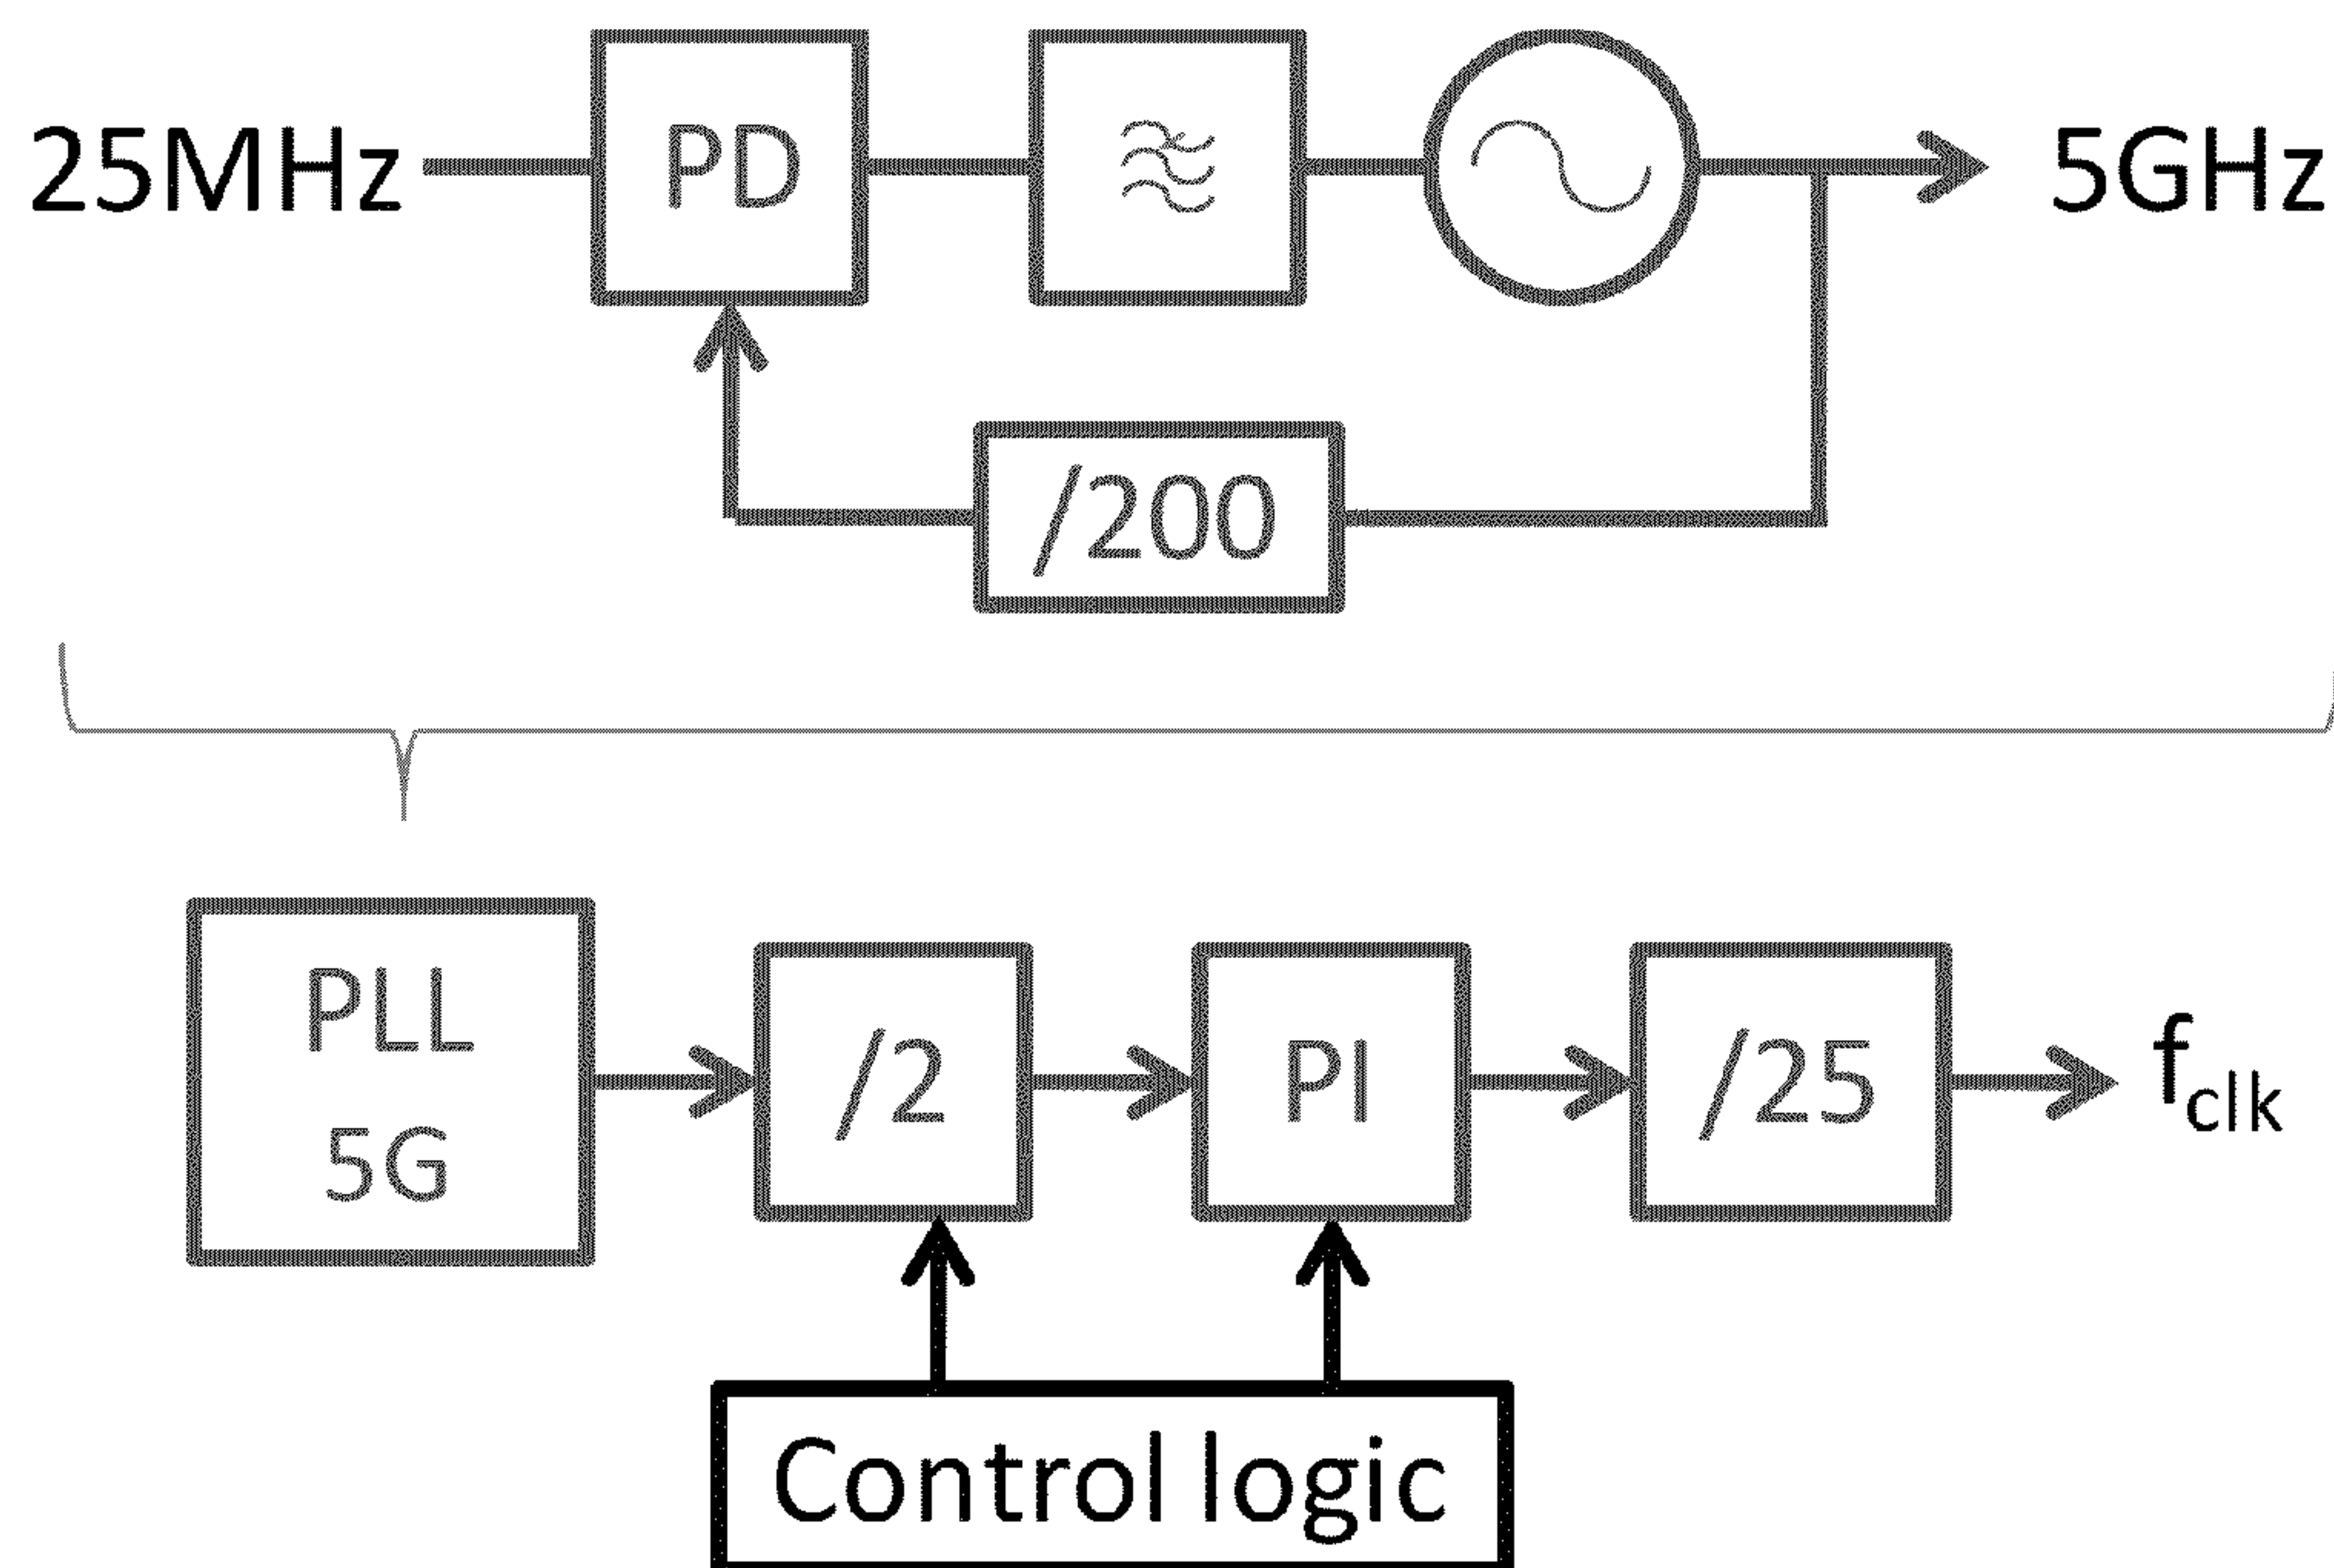 25MHz
PD
5GHz
/200
PLL
5G
/2
PI
/25
fclk
Control logic